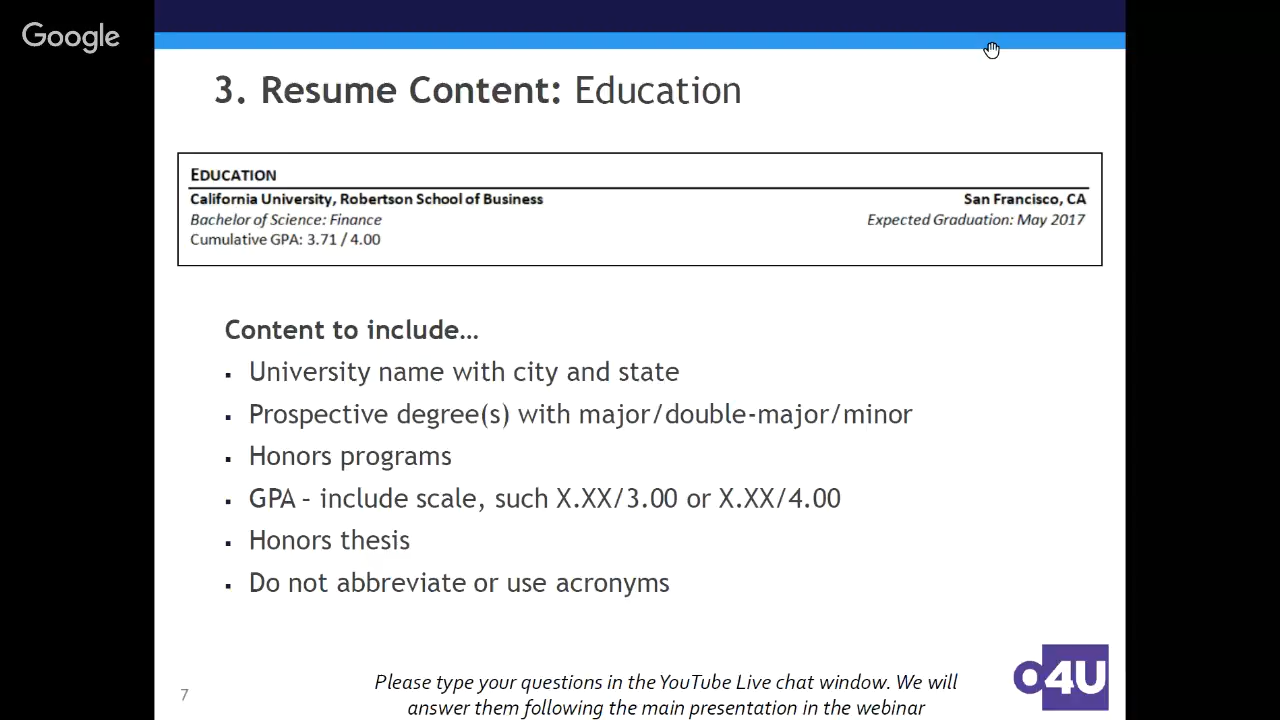 Google
3. Resume Content: Education
EDUCATION
California University, Robertson School of Business San Francisco, CA
Bachelor of Science: Finance Expected Graduation: May 2017
Cumulative GPA: 3.71 / 4.00
Content to include…
▪ University name with city and state
▪ Prospective degree(s) with major/double-major/minor
▪ Honors programs
▪ GPA – include scale, such X.XX/3.00 or X.XX/4.00
▪ Honors thesis
▪ Do not abbreviate or use acronyms
Please type your questions in the YouTube Live chat window. We will
answer them following the main presentation in the webinar
7
o4U